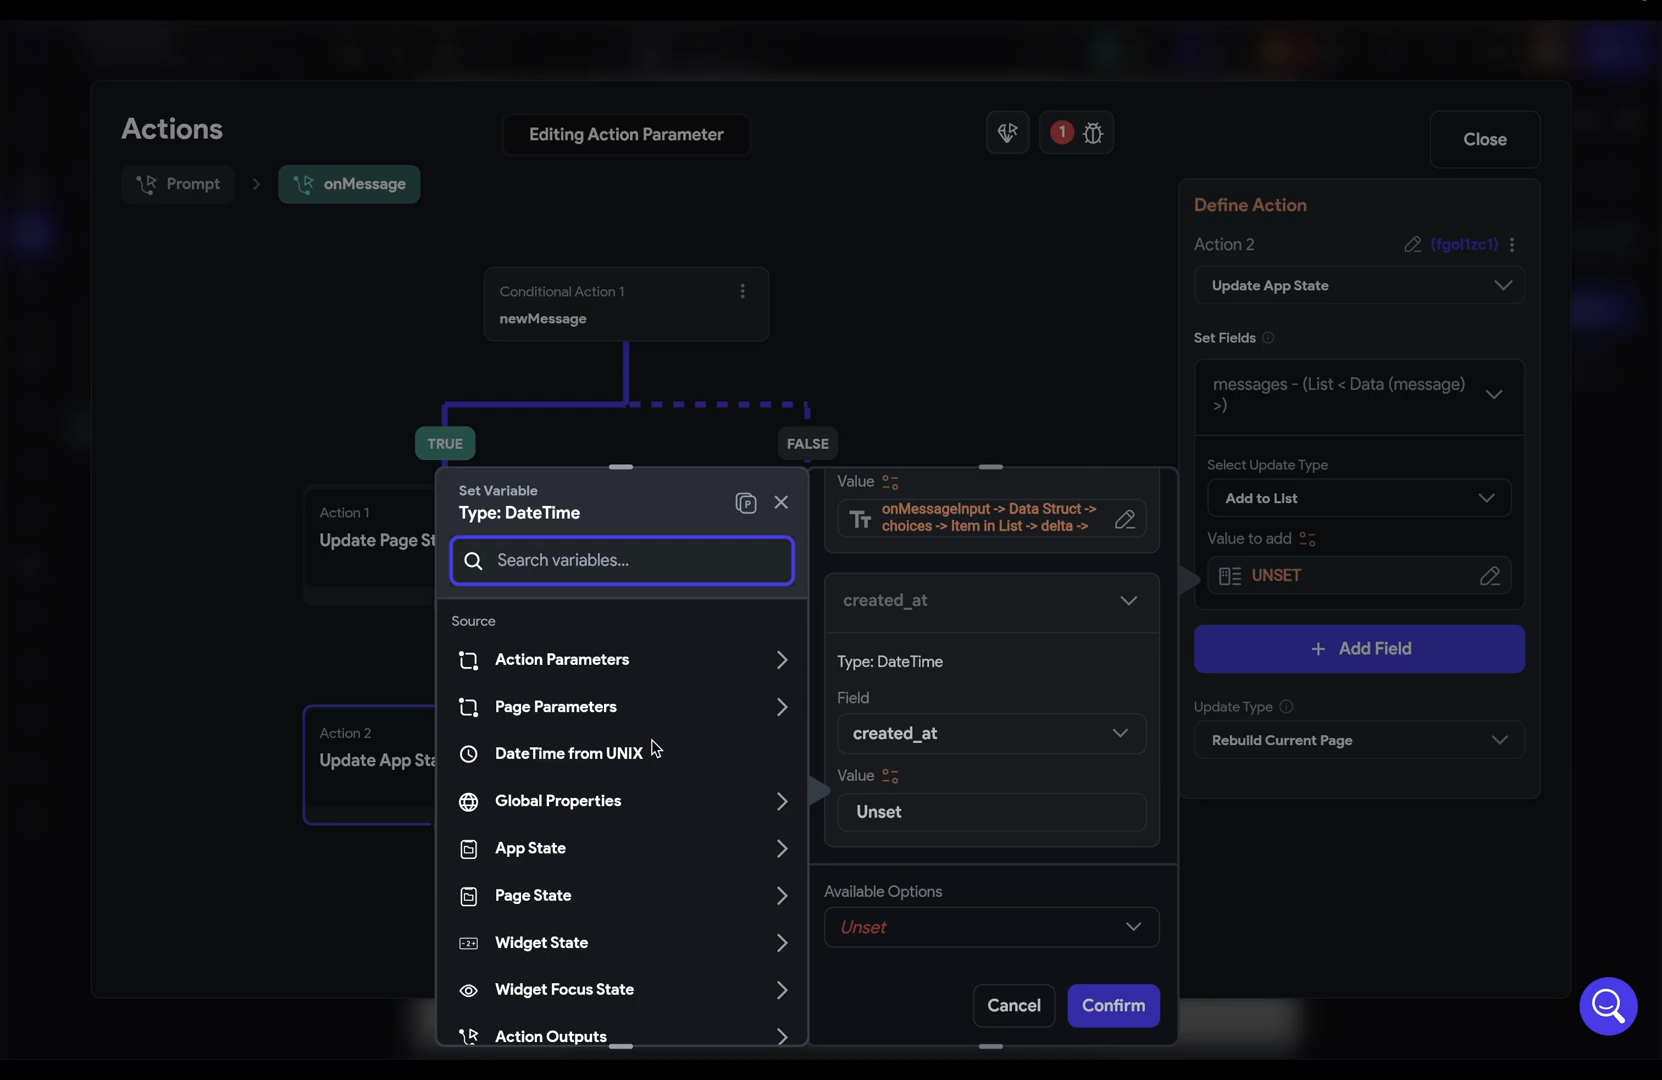 Actions
Editing Action Parameter
1
Close
Prompt
onMessage
Conditional Action 1
newMessage
TRUE
FALSE
Action 1
Update Page St
Action 2
Update App Sta
Set Variable
Type: DateTime
Search variables...
Source
Action Parameters
Page Parameters
DateTime from UNIX
Global Properties
App State
Page State
Widget State
Widget Focus State
Action Outputs
Value
onMessageInput -> Data Struct ->
choices -> Item in List -> delta ->
created_at
Type: DateTime
Field
created_at
Value
Unset
Available Options
Unset
Cancel
Confirm
Define Action
Action 2
(fgol1zc1)
Update App State
Set Fields
messages - (List < Data (message)
>)
Select Update Type
Add to List
Value to add
UNSET
+ Add Field
Update Type
Rebuild Current Page